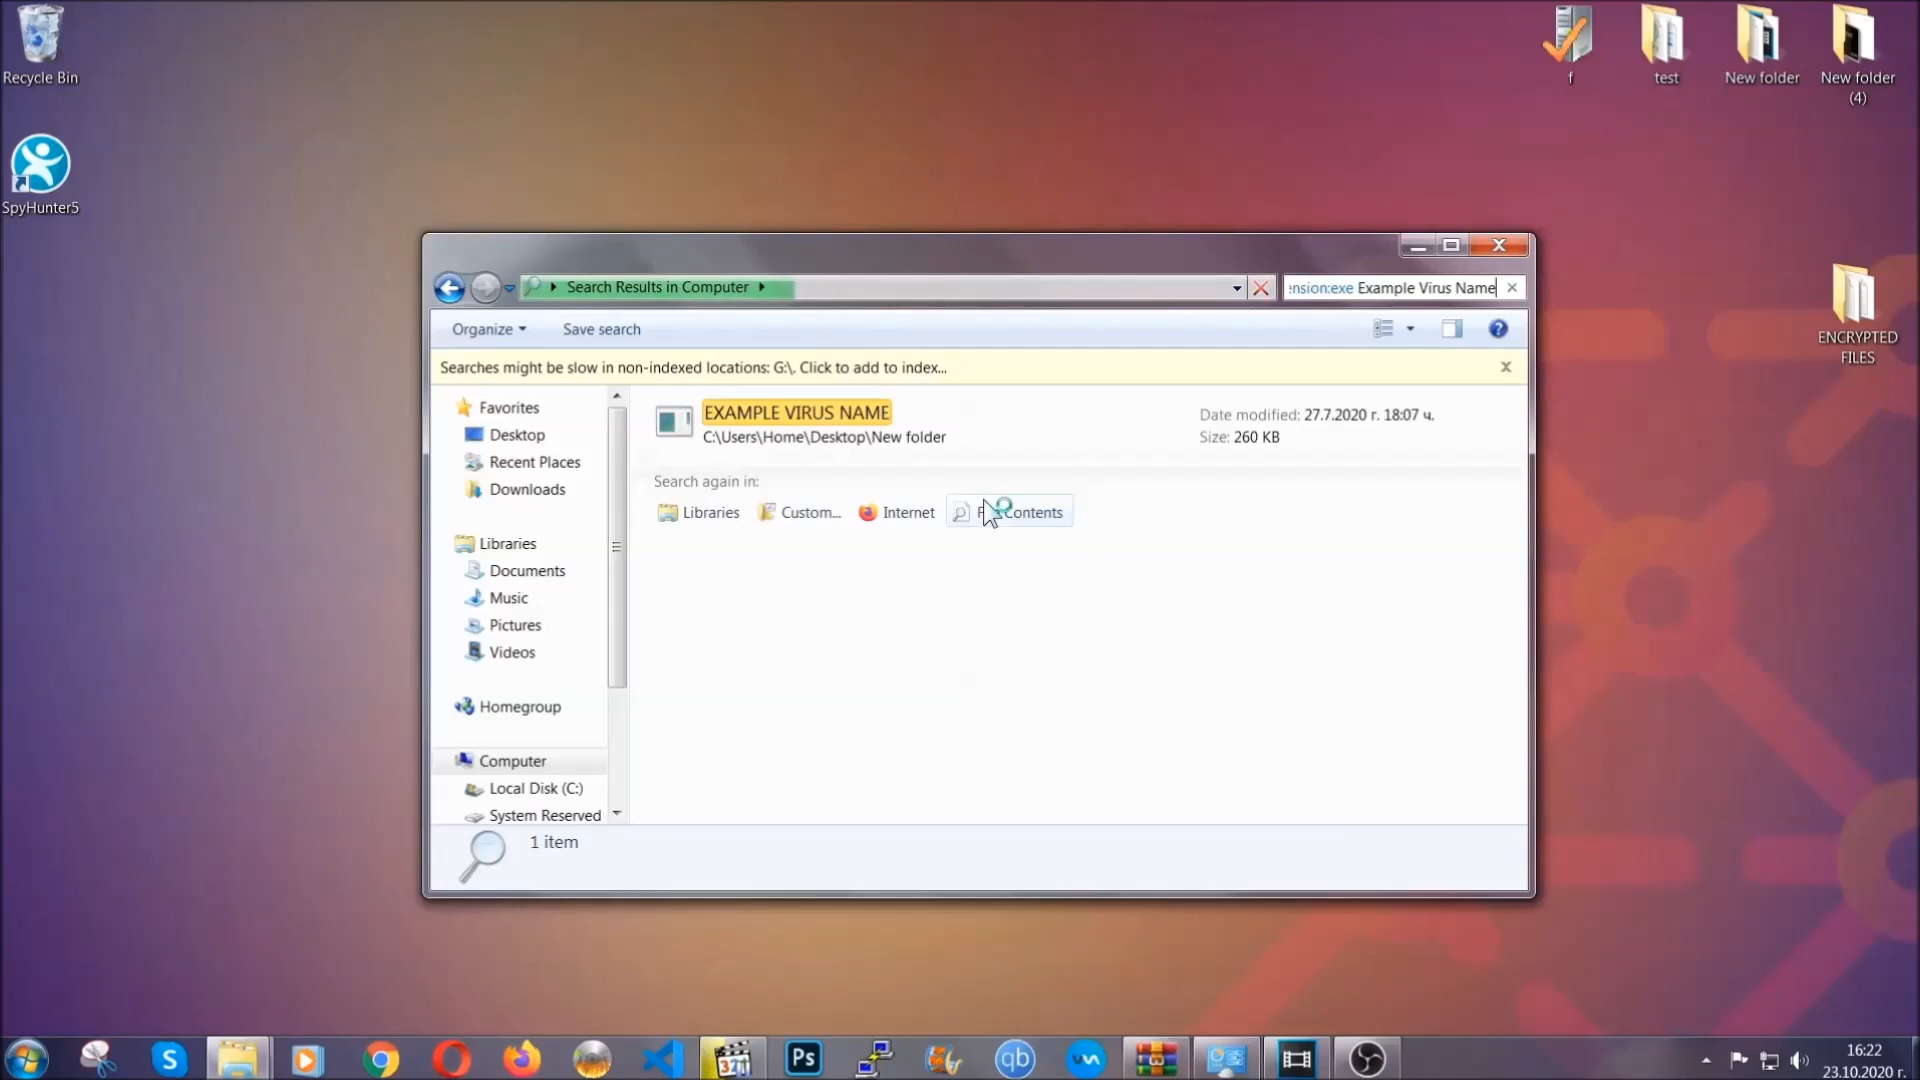 Recycle Bin
SpyHunter5
f
test
New folder
New folder
(4)
ENCRYPTED
FILES
Search Results in Computer
ension:exe Example Virus Name
Organize
Save search
Searches might be slow in non-indexed locations: G:\. Click to add to index...
Favorites
Desktop
Recent Places
Downloads
Libraries
Documents
Music
Pictures
Videos
Homegroup
Computer
Local Disk (C:)
System Reserved
EXAMPLE VIRUS NAME
C:\Users\Home\Desktop\New folder
Date modified: 27.7.2020 г. 18:07 ч.
Size: 260 KB
Search again in:
Libraries
Custom...
Internet
Contents
1 item
S
321
Ps
qb
16:22
23.10.2020 г.